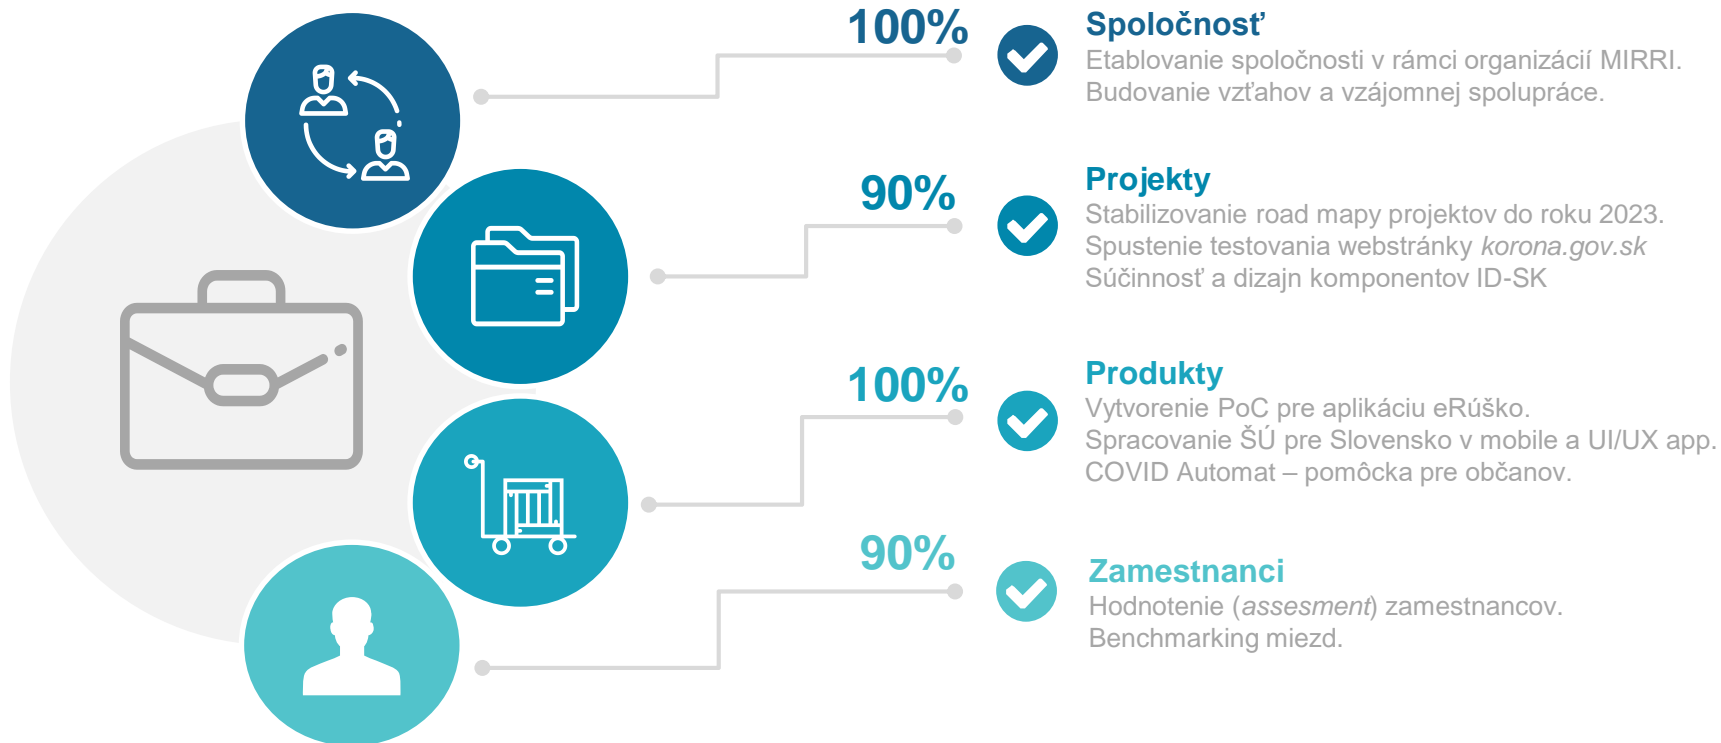 100%
Spoločnosť
Etablovanie spoločnosti v rámci organizácií MIRRI.
Budovanie vzťahov a vzájomnej spolupráce.
90%
Projekty
Stabilizovanie road mapy projektov do roku 2023.
Spustenie testovania webstránky korona.gov.sk
Súčinnosť a dizajn komponentov ID-SK
100%
Produkty
Vytvorenie PoC pre aplikáciu eRúško.
Spracovanie ŠÚ pre Slovensko v mobile a UI/UX app.
COVID Automat – pomôcka pre občanov.
90%
Zamestnanci
Hodnotenie (assesment) zamestnancov.
Benchmarking miezd.